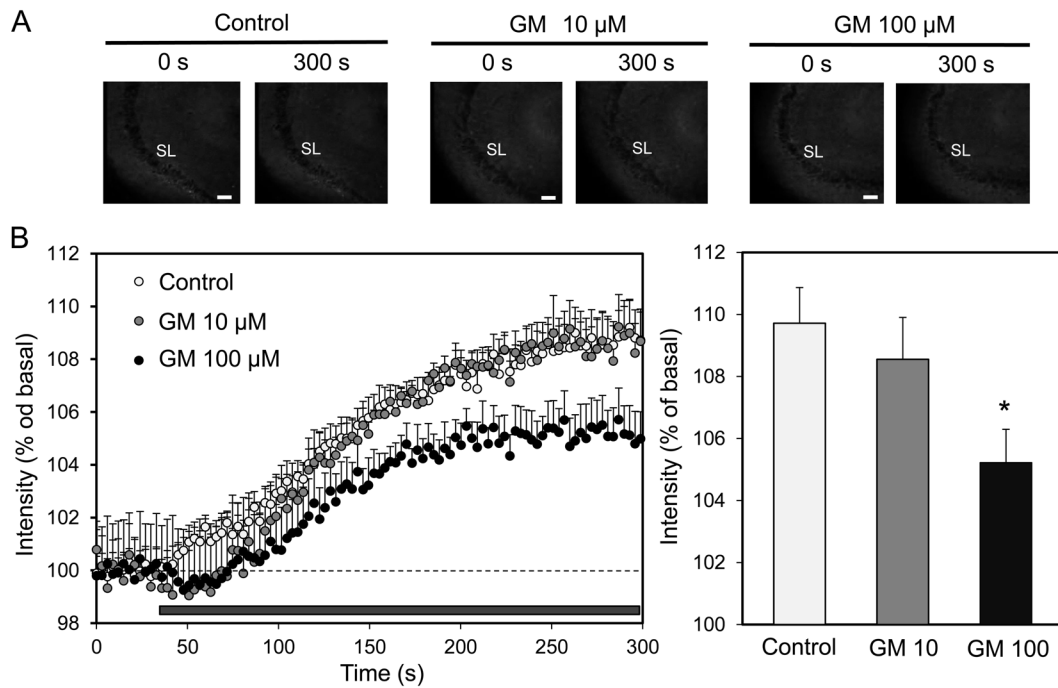 A
Control
GM 10 µM
GM 100 µM
0 s
300 s
0 s
300 s
0 s
300 s
SL
SL
SL
SL
SL
SL
B
Intensity (% od basal)
112
110
108
106
104
102
100
98
Control
GM 10 µM
GM 100 µM
0
50
100
150
200
250
300
Time (s)
Intensity (% of basal)
112
110
108
106
104
102
100
*
Control
GM 10
GM 100